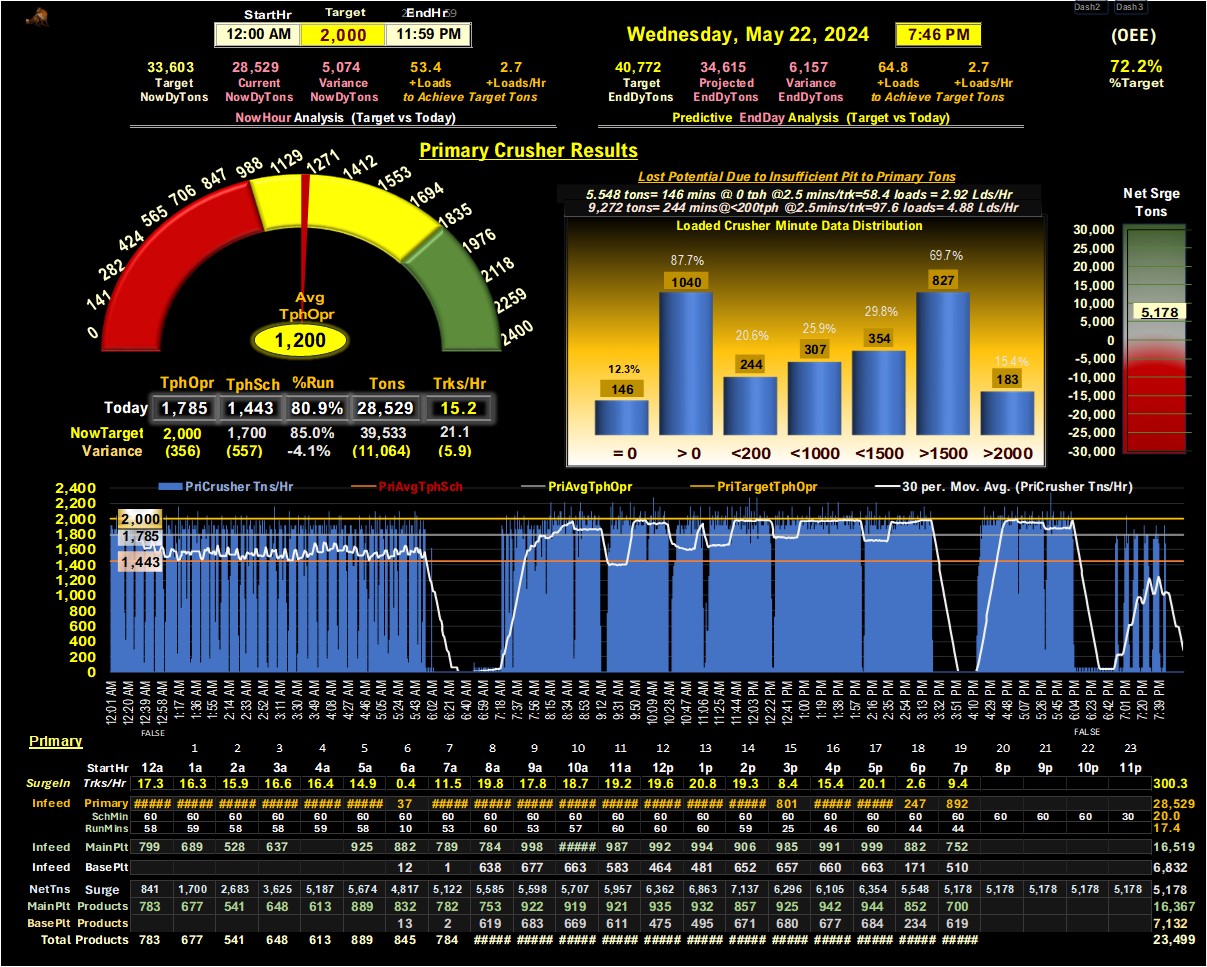 Dash2 Dash3
StartHr Target EndHr
12:00 AM 2,000 11:59 PM
Wednesday, May 22, 2024 7:46 PM
(OEE)
72.2%
%Target
33,603 28,529 5,074 53.4 2.7
Target Current Variance +Loads +Loads/Hr
NowDyTons NowDyTons NowDyTons to Achieve Target Tons
NowHour Analysis (Target vs Today)
40,772 34,615 6,157 64.8 2.7
Target Projected Variance +Loads +Loads/Hr
EndDyTons EndDyTons EndDyTons to Achieve Target Tons
Predictive EndDay Analysis (Target vs Today)
Primary Crusher Results
0 141 282 424 565 706 847 988 1129 1271 1412 1553 1694 1835 1976 2118 2259 2400
Avg
TphOpr
1,200
TphOpr TphSch %Run Tons Trks/Hr
Today 1,785 1,443 80.9% 28,529 15.2
NowTarget 2,000 1,700 85.0% 39,533 21.1
Variance (356) (557) -4.1% (11,064) (5.9)
Lost Potential Due to Insufficient Pit to Primary Tons
5.548 tons= 146 mins @ 0 tph @2.5 mins/trk=58.4 loads = 2.92 Lds/Hr
9,272 tons= 244 mins@<200tph @2.5mins/trk=97.6 loads= 4.88 Lds/Hr
Loaded Crusher Minute Data Distribution
12.3% 87.7% 20.6% 25.9% 29.8% 69.7% 15.4%
146 1040 244 307 354 827 183
= 0 > 0 <200 <1000 <1500 >1500 >2000
Net Srge
Tons
30,000
25,000
20,000
15,000
10,000
5,000
0
-5,000
-10,000
-15,000
-20,000
-25,000
-30,000
5,178
PriCrusher Tns/Hr PriAvgTphSch PriAvgTphOpr PriTargetTphOpr 30 per. Mov. Avg. (PriCrusher Tns/Hr)
2,400
2,200
2,000
1,800
1,600
1,400
1,200
1,000
800
600
400
200
0
2,000
1,785
1,443
12:01 AM 12:20 AM 12:39 AM 12:58 AM 1:17 AM 1:36 AM 1:55 AM 2:14 AM 2:33 AM 2:52 AM 3:11 AM 3:30 AM 3:49 AM 4:08 AM 4:27 AM 4:46 AM 5:05 AM 5:24 AM 5:43 AM 6:02 AM 6:21 AM 6:40 AM 6:59 AM 7:18 AM 7:37 AM 7:56 AM 8:15 AM 8:34 AM 8:53 AM 9:12 AM 9:31 AM 9:50 AM 10:09 AM 10:28 AM 10:47 AM 11:06 AM 11:25 AM 11:44 AM 12:03 PM 12:22 PM 12:41 PM 1:00 PM 1:19 PM 1:38 PM 1:57 PM 2:16 PM 2:35 PM 2:54 PM 3:13 PM 3:32 PM 3:51 PM 4:10 PM 4:29 PM 4:48 PM 5:07 PM 5:26 PM 5:45 PM 6:04 PM 6:23 PM 6:42 PM 7:01 PM 7:20 PM 7:39 PM
FALSE FALSE
Primary
1 2 3 4 5 6 7 8 9 10 11 12 13 14 15 16 17 18 19 20 21 22 23
StartHr 12a 1a 2a 3a 4a 5a 6a 7a 8a 9a 10a 11a 12p 1p 2p 3p 4p 5p 6p 7p 8p 9p 10p 11p
SurgeIn Trks/Hr 17.3 16.3 15.9 16.6 16.4 14.9 0.4 11.5 19.8 17.8 18.7 19.2 19.6 20.8 19.3 8.4 15.4 20.1 2.6 9.4 300.3
Infeed Primary ##### ##### ##### ##### ##### ##### 37 ##### ##### ##### ##### ##### ##### ##### ##### 801 ##### ##### 247 892 28,529
SchMin 60 60 60 60 60 60 60 60 60 60 60 60 60 60 60 60 60 60 60 60 60 60 60 30 20.0
RunMins 58 59 58 58 59 58 10 53 60 53 57 60 60 60 59 25 46 60 44 44 17.4
Infeed MainPlt 799 689 528 637 925 882 789 784 998 ##### 987 992 994 906 985 991 999 882 752 16,519
Infeed BasePlt 12 1 638 677 663 583 464 481 652 657 660 663 171 510 6,832
NetTns Surge 841 1,700 2,683 3,625 5,187 5,674 4,817 5,122 5,585 5,598 5,707 5,957 6,362 6,863 7,137 6,296 6,105 6,354 5,548 5,178 5,178 5,178 5,178 5,178 5,178
MainPlt Products 783 677 541 648 613 889 832 782 753 922 919 921 935 932 857 925 942 944 852 700 16,367
BasePlt Products 13 2 619 683 669 611 475 495 671 680 677 684 234 619 7,132
Total Products 783 677 541 648 613 889 845 784 ##### ##### ##### ##### ##### ##### ##### ##### ##### ##### ##### ##### 23,499